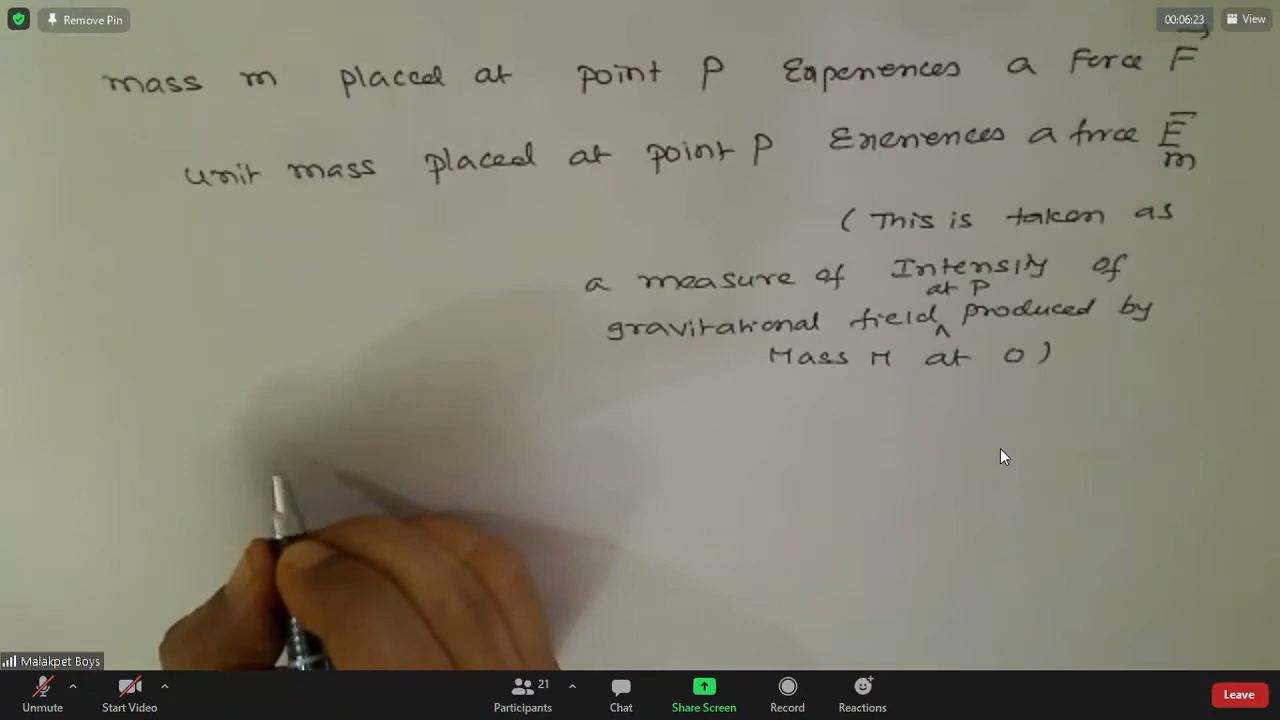 Remove Pin
00:06:23
View
mass m placed at point P Experiences a Force F
unit mass placed at point P Exeriences a force F/m
( This is taken as
a measure of Intensity of
at P
gravitational field ^ produced by
Mass M at O )
Malakpet Boys
Unmute
Start Video
Participants
21
Chat
Share Screen
Record
Reactions
Leave